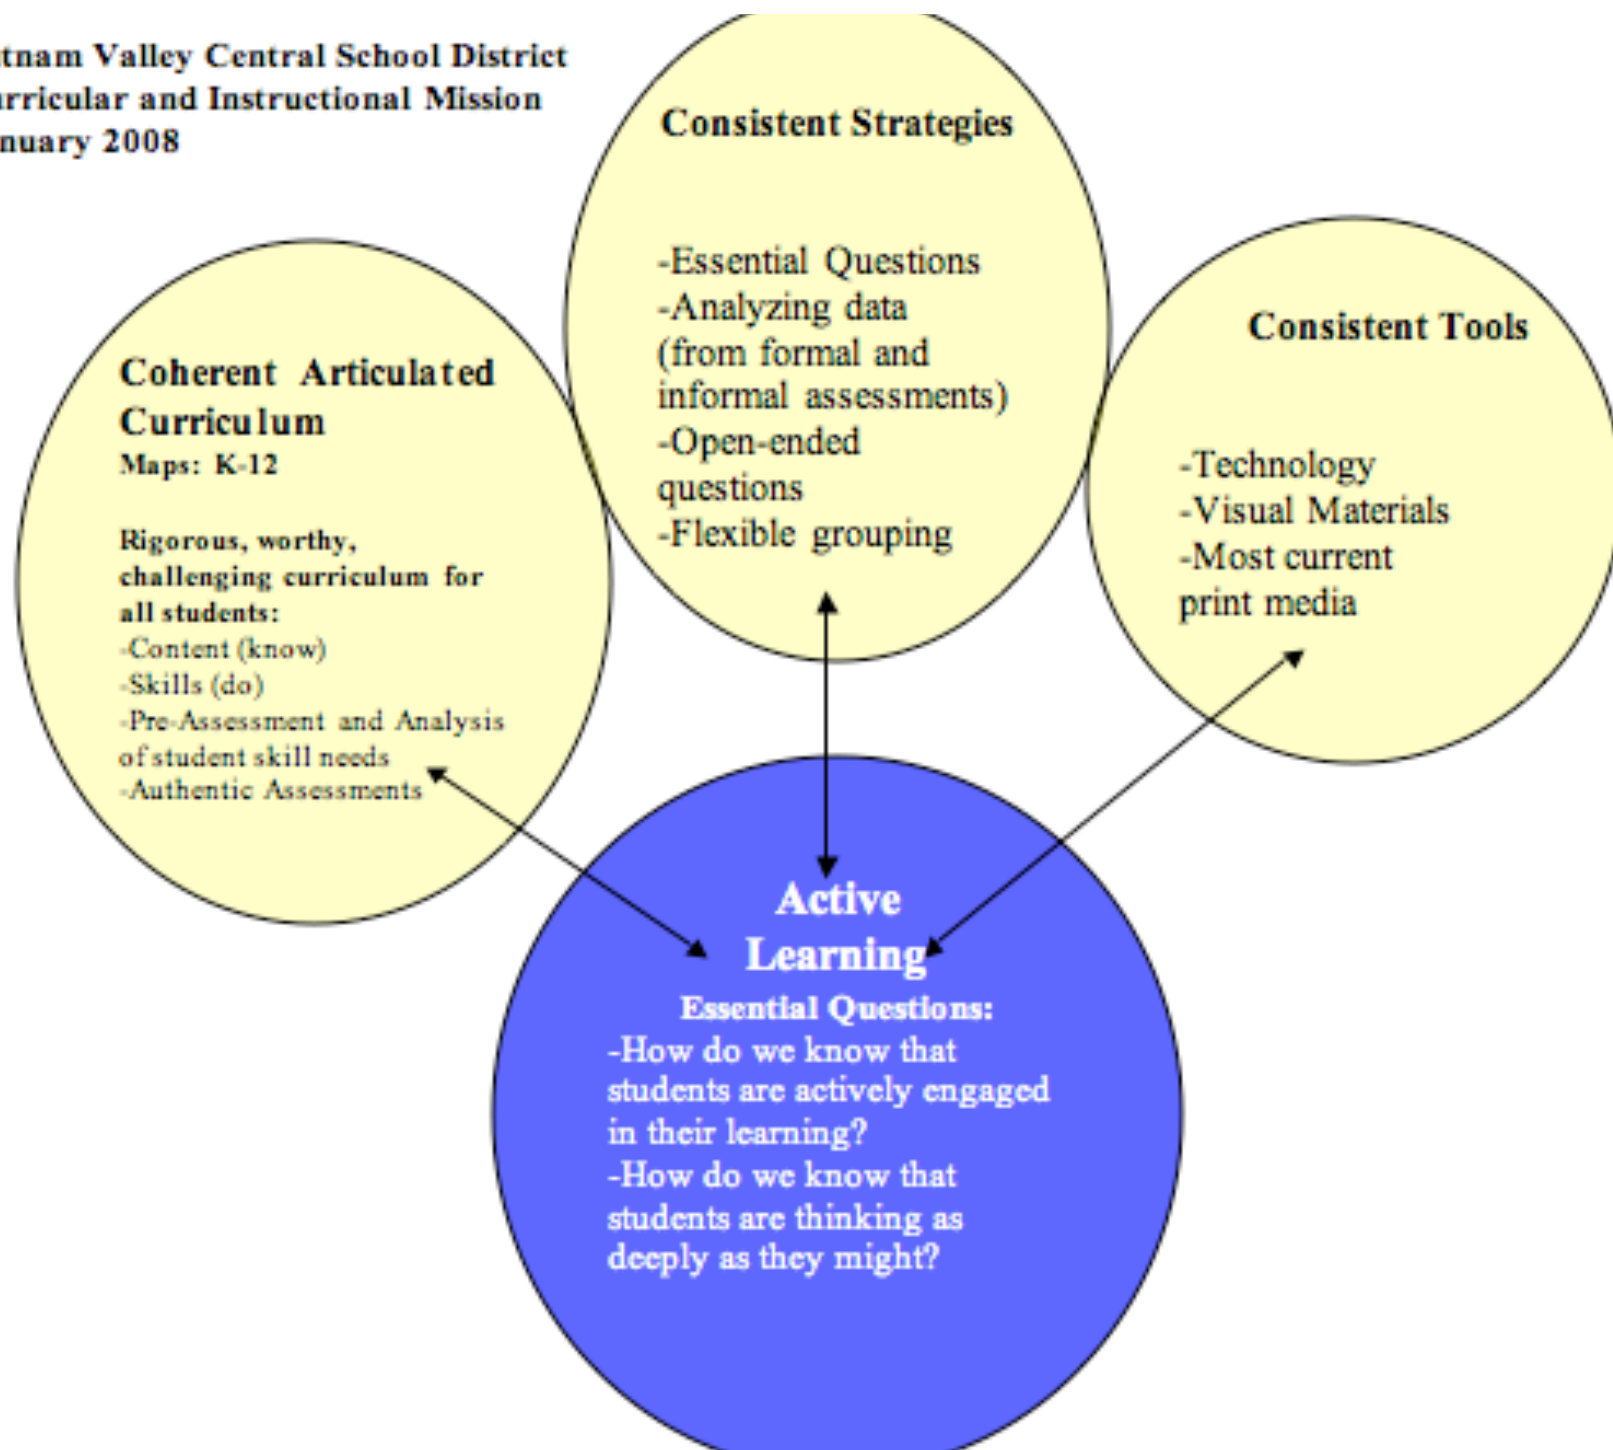 tnam Valley Central School District
rricular and Instructional Mission
nuary 2008
Consistent Strategies
-Essential Questions
-Analyzing data
(from formal and
informal assessments)
-Open-ended
questions
-Flexible grouping
Consistent Tools
-Technology
-Visual Materials
-Most current
print media
Coherent Articulated
Curriculum
Maps: K-12
Rigorous, worthy,
challenging curriculum for
all students:
-Content (know)
-Skills (do)
-Pre-Assessment and Analysis
of student skill needs
-Authentic Assessments
Active
Learning
Essential Questions:
-How do we know that
students are actively engaged
in their learning?
-How do we know that
students are thinking as
deeply as they might?